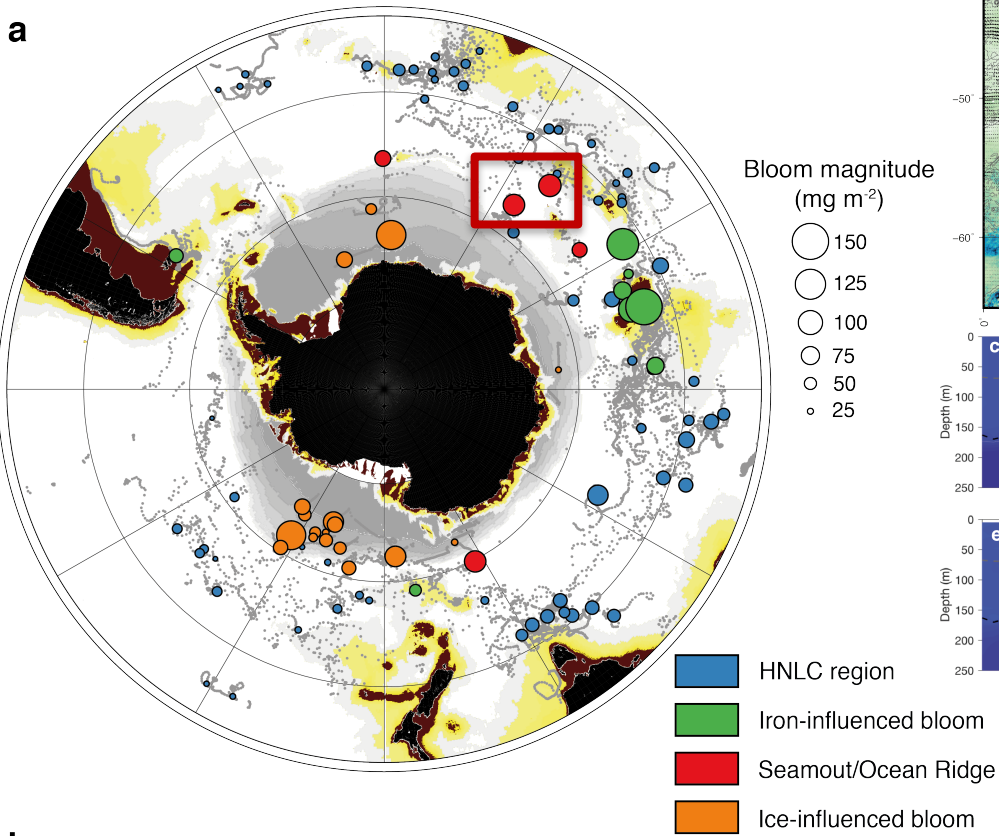 a
Bloom magnitude
(mg m⁻²)
150
125
100
75
50
25
HNLC region
Iron-influenced bloom
Seamout/Ocean Ridge
Ice-influenced bloom
−50°
−60°
0°
c
0
50
100
150
200
250
Depth (m)
e
0
50
100
150
200
250
Depth (m)